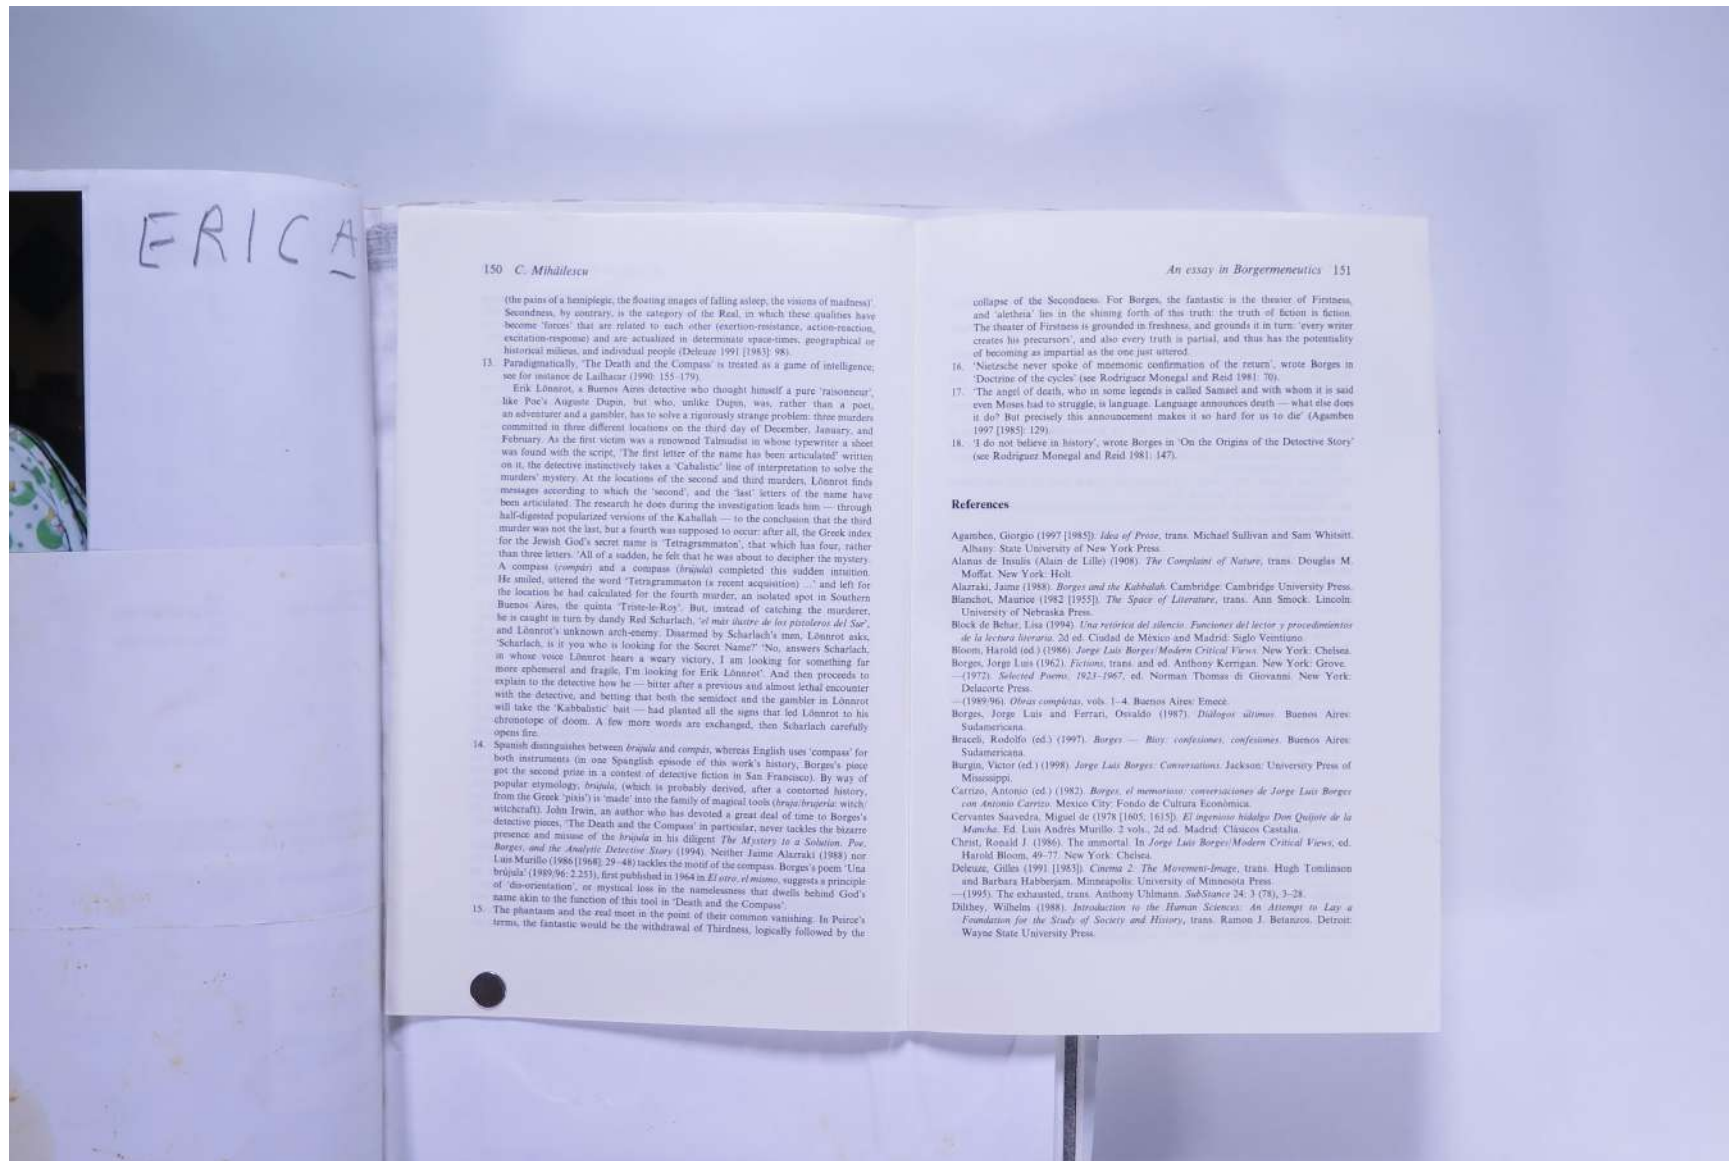 ERICA
150 C. Mihăilescu
(the pains of a hemiplegic, the floating images of falling asleep, the visions of madness)'.
Secondness, by contrary, is the category of the Real, in which these qualities have
become 'forces' that are related to each other (exertion-resistance, action-reaction,
excitation-response) and are actualized in determinate space-times, geographical or
historical milieus, and individual people (Deleuze 1991 [1983]: 98).
13. Paradigmatically, 'The Death and the Compass' is treated as a game of intelligence;
see for instance de Lailhacar (1990: 155–179).
Erik Lönnrot, a Buenos Aires detective who thought himself a pure 'raisonneur',
like Poe's Auguste Dupin, but who, unlike Dupin, was, rather than a poet,
an adventurer and a gambler, has to solve a rigorously strange problem: three murders
committed in three different locations on the third day of December, January, and
February. As the first victim was a renowned Talmudist in whose typewriter a sheet
was found with the script, 'The first letter of the name has been articulated' written
on it, the detective instinctively takes a 'Cabalistic' line of interpretation to solve the
murders' mystery. At the locations of the second and third murders, Lönnrot finds
messages according to which the 'second', and the 'last' letters of the name have
been articulated. The research he does during the investigation leads him — through
half-digested popularized versions of the Kaballah — to the conclusion that the third
murder was not the last, but a fourth was supposed to occur: after all, the Greek index
for the Jewish God's secret name is 'Tetragrammaton', that which has four, rather
than three letters. 'All of a sudden, he felt that he was about to decipher the mystery.
A compass (compás) and a compass (brújula) completed this sudden intuition.
He smiled, uttered the word 'Tetragrammaton (a recent acquisition) ...' and left for
the location he had calculated for the fourth murder, an isolated spot in Southern
Buenos Aires, the quinta 'Triste-le-Roy'. But, instead of catching the murderer,
he is caught in turn by dandy Red Scharlach, 'el más ilustre de los pistoleros del Sur',
and Lönnrot's unknown arch-enemy. Disarmed by Scharlach's men, Lönnrot asks,
'Scharlach, is it you who is looking for the Secret Name?' 'No, answers Scharlach,
in whose voice Lönnrot hears a weary victory, I am looking for something far
more ephemeral and fragile, I'm looking for Erik Lönnrot'. And then proceeds to
explain to the detective how he — bitter after a previous and almost lethal encounter
with the detective, and betting that both the semidoct and the gambler in Lönnrot
will take the 'Kabbalistic' bait — had planted all the signs that led Lönnrot to his
chronotope of doom. A few more words are exchanged, then Scharlach carefully
opens fire.
14. Spanish distinguishes between brújula and compás, whereas English uses 'compass' for
both instruments (in one Spanglish episode of this work's history, Borges's piece
got the second prize in a contest of detective fiction in San Francisco). By way of
popular etymology, brújula, (which is probably derived, after a contorted history,
from the Greek 'pixis') is 'made' into the family of magical tools (bruja/brujería: witch/
witchcraft). John Irwin, an author who has devoted a great deal of time to Borges's
detective pieces, 'The Death and the Compass' in particular, never tackles the bizarre
presence and misuse of the brújula in his diligent The Mystery to a Solution. Poe,
Borges, and the Analytic Detective Story (1994). Neither Jaime Alazraki (1988) nor
Luis Murillo (1986 [1968]: 29–48) tackles the motif of the compass. Borges's poem 'Una
brújula' (1989/96: 2.253), first published in 1964 in El otro, el mismo, suggests a principle
of 'dis-orientation', or mystical loss in the namelessness that dwells behind God's
name akin to the function of this tool in 'Death and the Compass'.
15. The phantasm and the real meet in the point of their common vanishing. In Peirce's
terms, the fantastic would be the withdrawal of Thirdness, logically followed by the
An essay in Borgermeneutics 151
collapse of the Secondness. For Borges, the fantastic is the theater of Firstness,
and 'aletheia' lies in the shining forth of this truth: the truth of fiction is fiction.
The theater of Firstness is grounded in freshness, and grounds it in turn: 'every writer
creates his precursors', and also every truth is partial, and thus has the potentiality
of becoming as impartial as the one just uttered.
16. 'Nietzsche never spoke of mnemonic confirmation of the return', wrote Borges in
'Doctrine of the cycles' (see Rodriguez Monegal and Reid 1981: 70).
17. 'The angel of death, who in some legends is called Samael and with whom it is said
even Moses had to struggle, is language. Language announces death — what else does
it do? But precisely this announcement makes it so hard for us to die' (Agamben
1997 [1985]: 129).
18. 'I do not believe in history', wrote Borges in 'On the Origins of the Detective Story'
(see Rodriguez Monegal and Reid 1981: 147).
References
Agamben, Giorgio (1997 [1985]). Idea of Prose, trans. Michael Sullivan and Sam Whitsitt.
Albany: State University of New York Press.
Alanus de Insulis (Alain de Lille) (1908). The Complaint of Nature, trans. Douglas M.
Moffat. New York: Holt.
Alazraki, Jaime (1988). Borges and the Kabbalah. Cambridge: Cambridge University Press.
Blanchot, Maurice (1982 [1955]). The Space of Literature, trans. Ann Smock. Lincoln:
University of Nebraska Press.
Block de Behar, Lisa (1994). Una retórica del silencio. Funciones del lector y procedimientos
de la lectura literaria. 2d ed. Ciudad de México and Madrid: Siglo Veintiuno.
Bloom, Harold (ed.) (1986). Jorge Luis Borges/Modern Critical Views. New York: Chelsea.
Borges, Jorge Luis (1962). Fictions, trans. and ed. Anthony Kerrigan. New York: Grove.
—(1972). Selected Poems, 1923–1967, ed. Norman Thomas di Giovanni. New York:
Delacorte Press.
—(1989/96). Obras completas, vols. 1–4. Buenos Aires: Emecé.
Borges, Jorge Luis and Ferrari, Osvaldo (1987). Diálogos últimos. Buenos Aires:
Sudamericana.
Braceli, Rodolfo (ed.) (1997). Borges — Bioy: confesiones, confesiones. Buenos Aires:
Sudamericana.
Burgin, Victor (ed.) (1998). Jorge Luis Borges: Conversations. Jackson: University Press of
Mississippi.
Carrizo, Antonio (ed.) (1982). Borges, el memorioso: conversaciones de Jorge Luis Borges
con Antonio Carrizo. Mexico City: Fondo de Cultura Económica.
Cervantes Saavedra, Miguel de (1978 [1605, 1615]). El ingenioso hidalgo Don Quijote de la
Mancha. Ed. Luis Andrés Murillo. 2 vols., 2d ed. Madrid: Clásicos Castalia.
Christ, Ronald J. (1986). The immortal. In Jorge Luis Borges/Modern Critical Views, ed.
Harold Bloom, 49–77. New York: Chelsea.
Deleuze, Gilles (1991 [1983]). Cinema 2. The Movement-Image, trans. Hugh Tomlinson
and Barbara Habberjam. Minneapolis: University of Minnesota Press.
—(1995). The exhausted, trans. Anthony Uhlmann. SubStance 24: 3 (78), 3–28.
Dilthey, Wilhelm (1988). Introduction to the Human Sciences: An Attempt to Lay a
Foundation for the Study of Society and History, trans. Ramon J. Betanzos. Detroit:
Wayne State University Press.